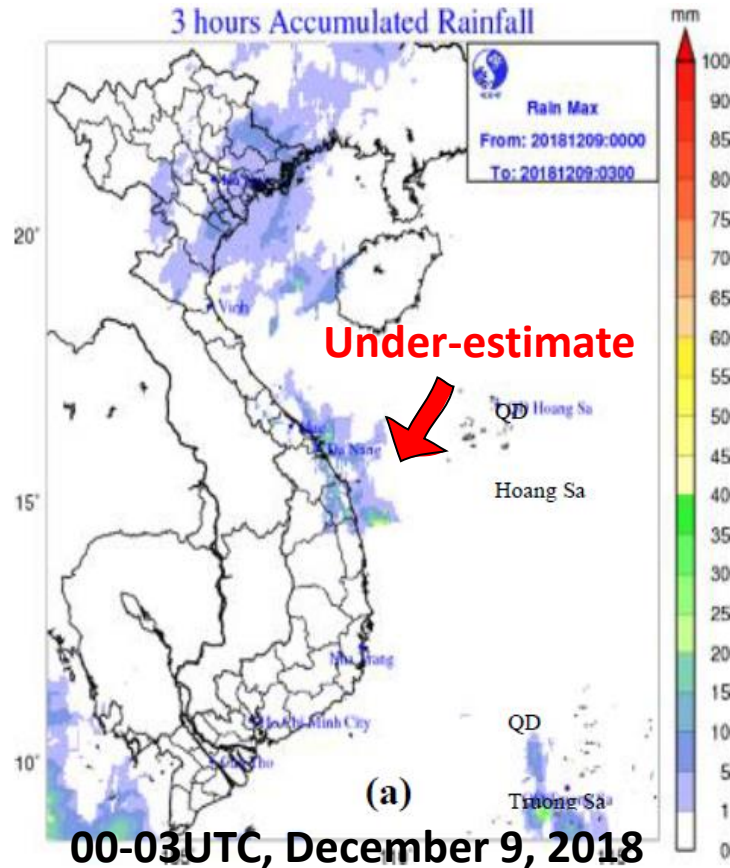 3 hours Accumulated Rainfall
mm
Rain Max
From: 20181209:0000
To: 20181209:0300
100
95
90
85
80
75
70
65
60
55
50
45
40
35
30
25
20
15
10
5
1
0
20°
15°
10°
Vinh
Under-estimate
QD
Hoang Sa
Da Nang
Hoang Sa
Nha Trang
Ho Chi Minh City
QD
Truong Sa
(a)
110
00-03UTC, December 9, 2018